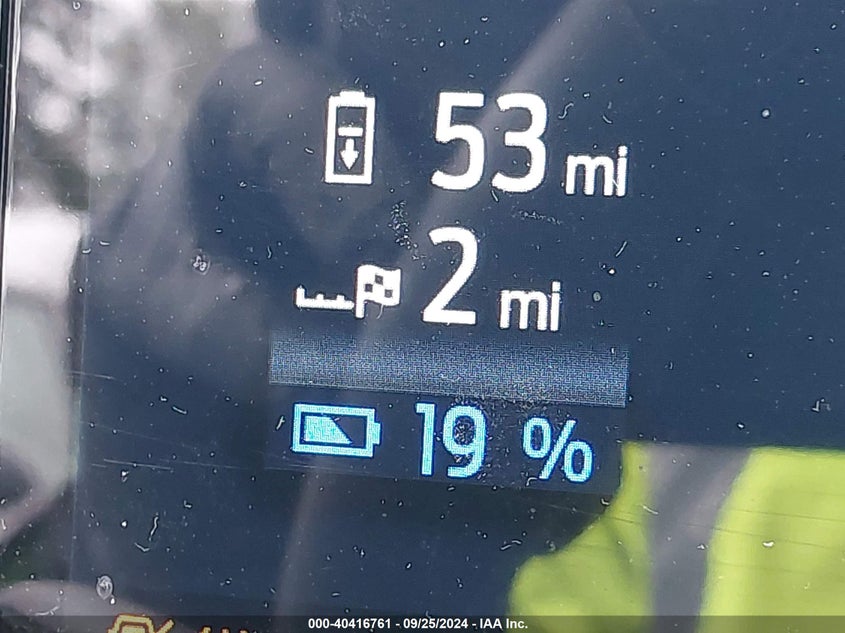 53 mi
2 mi
19 %
000-40416761 - 09/25/2024 - IAA Inc.